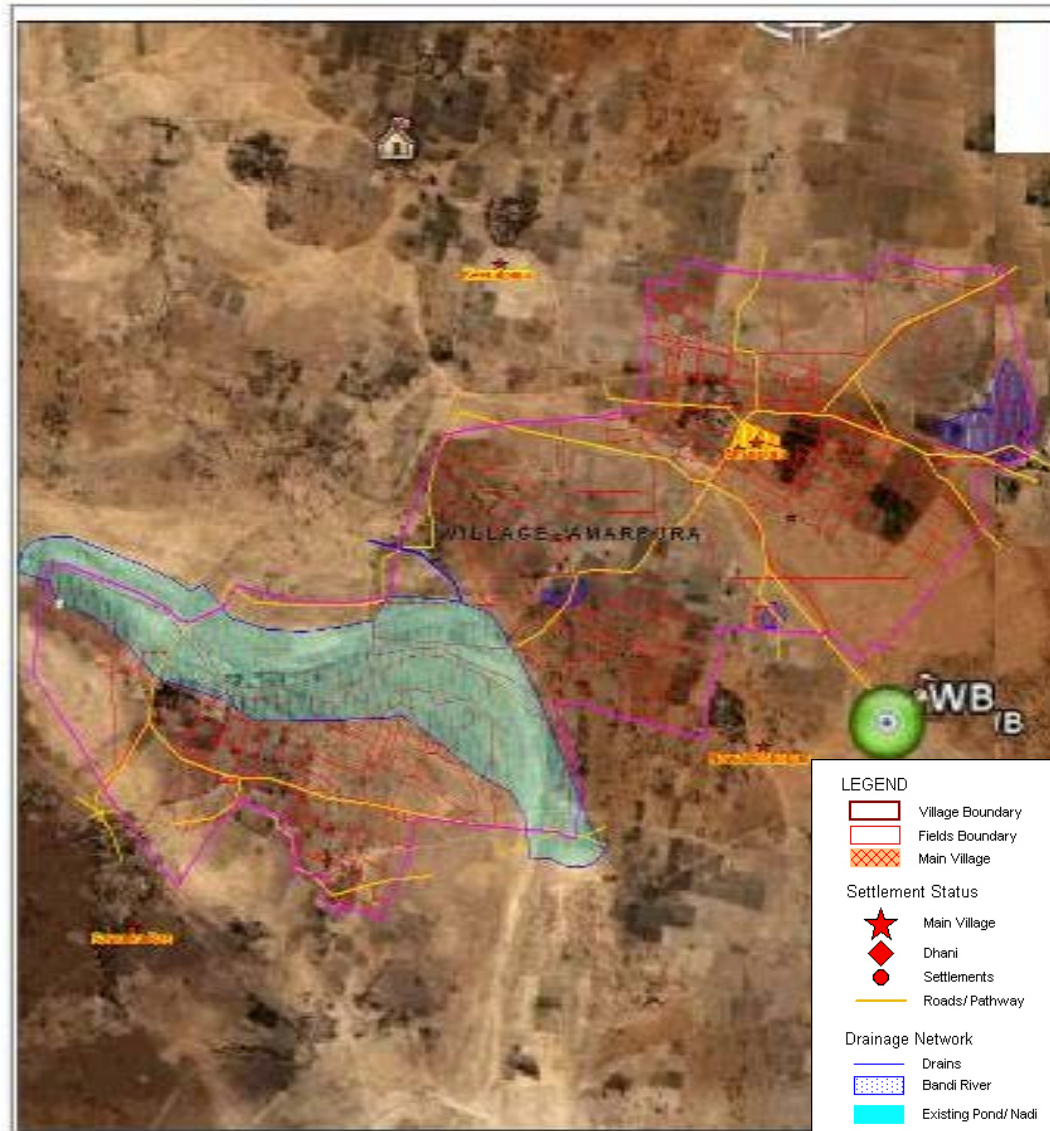 VILLAGE - AMARPURA
WB
LEGEND
Village Boundary
Fields Boundary
Main Village
Settlement Status
Main Village
Dhani
Settlements
Roads/ Pathway
Drainage Network
Drains
Bandi River
Existing Pond/ Nadi